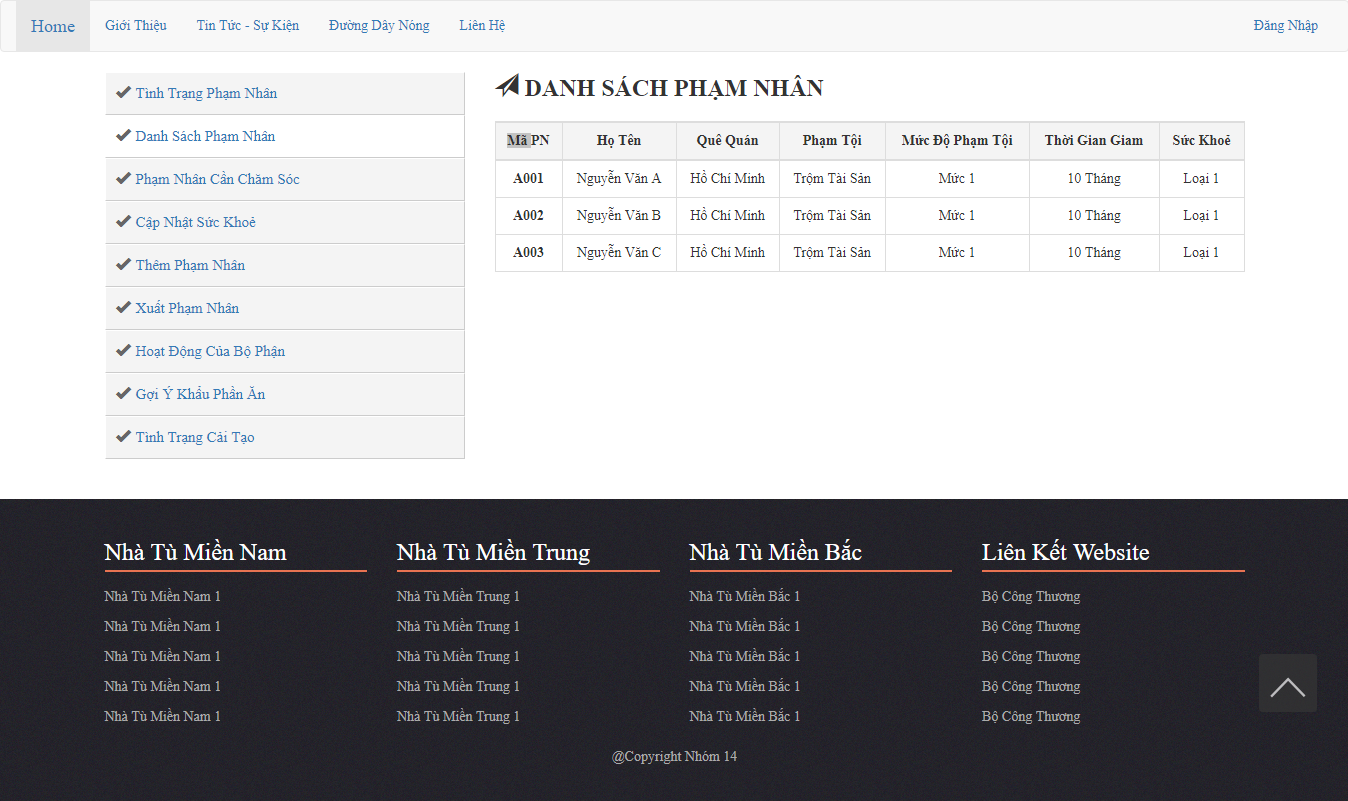 Home Giới Thiệu Tin Tức - Sự Kiện Đường Dây Nóng Liên Hệ Đăng Nhập
Tình Trạng Phạm Nhân
Danh Sách Phạm Nhân
Phạm Nhân Cần Chăm Sóc
Cập Nhật Sức Khoẻ
Thêm Phạm Nhân
Xuất Phạm Nhân
Hoạt Động Của Bộ Phận
Gợi Ý Khẩu Phần Ăn
Tình Trạng Cải Tạo
DANH SÁCH PHẠM NHÂN
Mã PN Họ Tên Quê Quán Phạm Tội Mức Độ Phạm Tội Thời Gian Giam Sức Khoẻ
A001 Nguyễn Văn A Hồ Chí Minh Trộm Tài Sản Mức 1 10 Tháng Loại 1
A002 Nguyễn Văn B Hồ Chí Minh Trộm Tài Sản Mức 1 10 Tháng Loại 1
A003 Nguyễn Văn C Hồ Chí Minh Trộm Tài Sản Mức 1 10 Tháng Loại 1
Nhà Tù Miền Nam
Nhà Tù Miền Nam 1
Nhà Tù Miền Nam 1
Nhà Tù Miền Nam 1
Nhà Tù Miền Nam 1
Nhà Tù Miền Nam 1
Nhà Tù Miền Trung
Nhà Tù Miền Trung 1
Nhà Tù Miền Trung 1
Nhà Tù Miền Trung 1
Nhà Tù Miền Trung 1
Nhà Tù Miền Trung 1
Nhà Tù Miền Bắc
Nhà Tù Miền Bắc 1
Nhà Tù Miền Bắc 1
Nhà Tù Miền Bắc 1
Nhà Tù Miền Bắc 1
Nhà Tù Miền Bắc 1
Liên Kết Website
Bộ Công Thương
Bộ Công Thương
Bộ Công Thương
Bộ Công Thương
Bộ Công Thương
@Copyright Nhóm 14